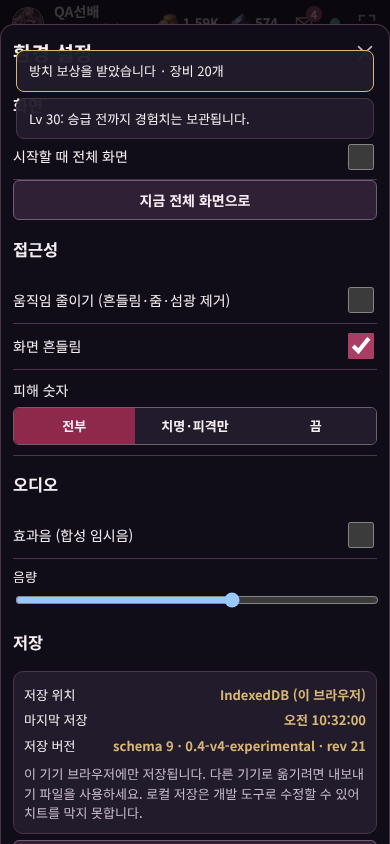 QA선배
1.59K
574
4
환경 설정
방치 보상을 받았습니다 · 장비 20개
화면
Lv 30: 승급 전까지 경험치는 보관됩니다.
시작할 때 전체 화면
지금 전체 화면으로
접근성
움직임 줄이기 (흔들림·줌·섬광 제거)
화면 흔들림
피해 숫자
전부
치명·피격만
끔
오디오
효과음 (합성 임시음)
음량
저장
저장 위치
IndexedDB (이 브라우저)
마지막 저장
오전 10:32:00
저장 버전
schema 9 · 0.4-v4-experimental · rev 21
이 기기 브라우저에만 저장됩니다. 다른 기기로 옮기려면 내보내
기 파일을 사용하세요. 로컬 저장은 개발 도구로 수정할 수 있어
치트를 막지 못합니다.